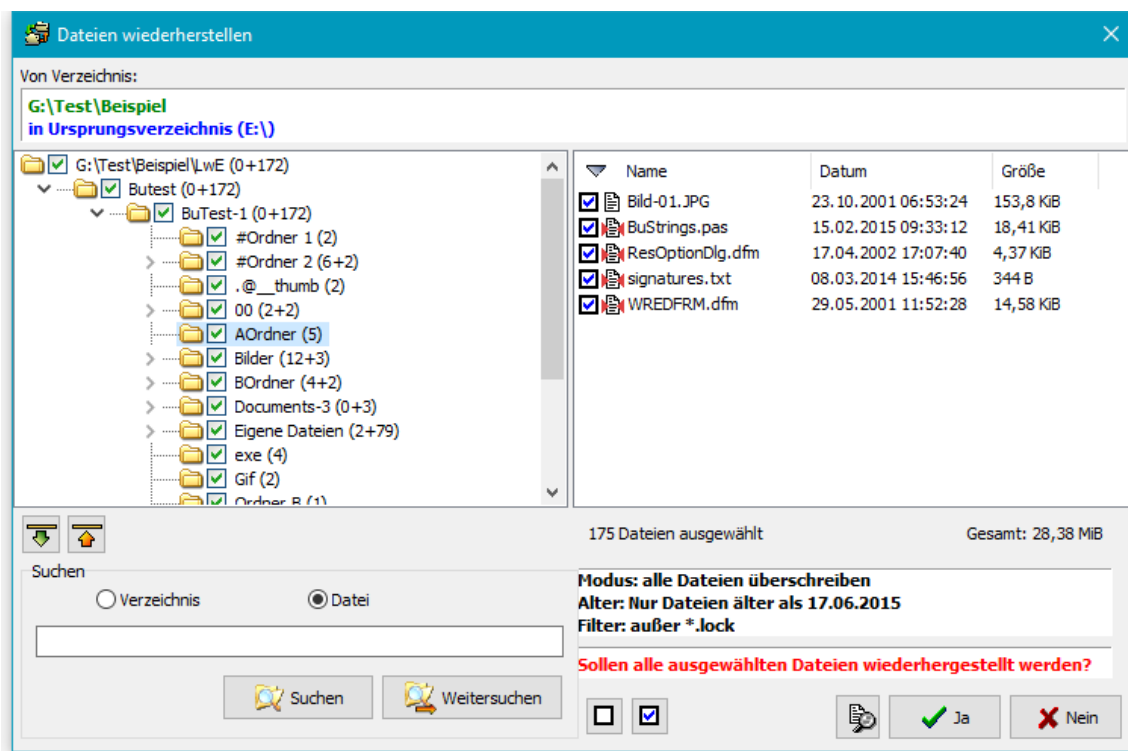 Dateien wiederherstellen
Von Verzeichnis:
G:\Test\Beispiel
in Ursprungsverzeichnis (E:\)
G:\Test\Beispiel\LwE (0+172)
Butest (0+172)
BuTest-1 (0+172)
#Ordner 1 (2)
#Ordner 2 (6+2)
.@__thumb (2)
00 (2+2)
AOrdner (5)
Bilder (12+3)
BOrdner (4+2)
Documents-3 (0+3)
Eigene Dateien (2+79)
exe (4)
Gif (2)
Ordner B (1)
Name Datum Größe
Bild-01.JPG 23.10.2001 06:53:24 153,8 KiB
BuStrings.pas 15.02.2015 09:33:12 18,41 KiB
ResOptionDlg.dfm 17.04.2002 17:07:40 4,37 KiB
signatures.txt 08.03.2014 15:46:56 344 B
WREDFRM.dfm 29.05.2001 11:52:28 14,58 KiB
175 Dateien ausgewählt Gesamt: 28,38 MiB
Suchen
Verzeichnis Datei
Suchen Weitersuchen
Modus: alle Dateien überschreiben
Alter: Nur Dateien älter als 17.06.2015
Filter: außer *.lock
Sollen alle ausgewählten Dateien wiederhergestellt werden?
Ja Nein